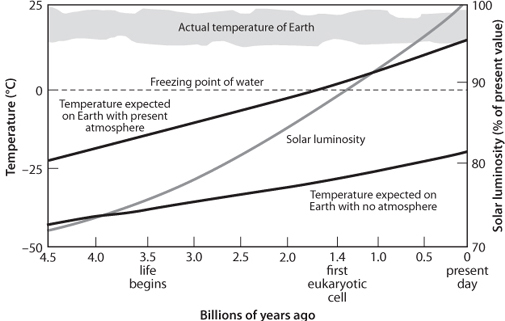 25
100
Actual temperature of Earth
Freezing point of water
90
0
Temperature expected
on Earth with present
atmosphere
Solar luminosity
Temperature (°C)
Solar luminosity (% of present value)
−25
80
Temperature expected on
Earth with no atmosphere
−50
70
4.5 4.0 3.5 3.0 2.5 2.0 1.4 1.0 0.5 0
life
begins
first
eukaryotic
cell
present
day
Billions of years ago